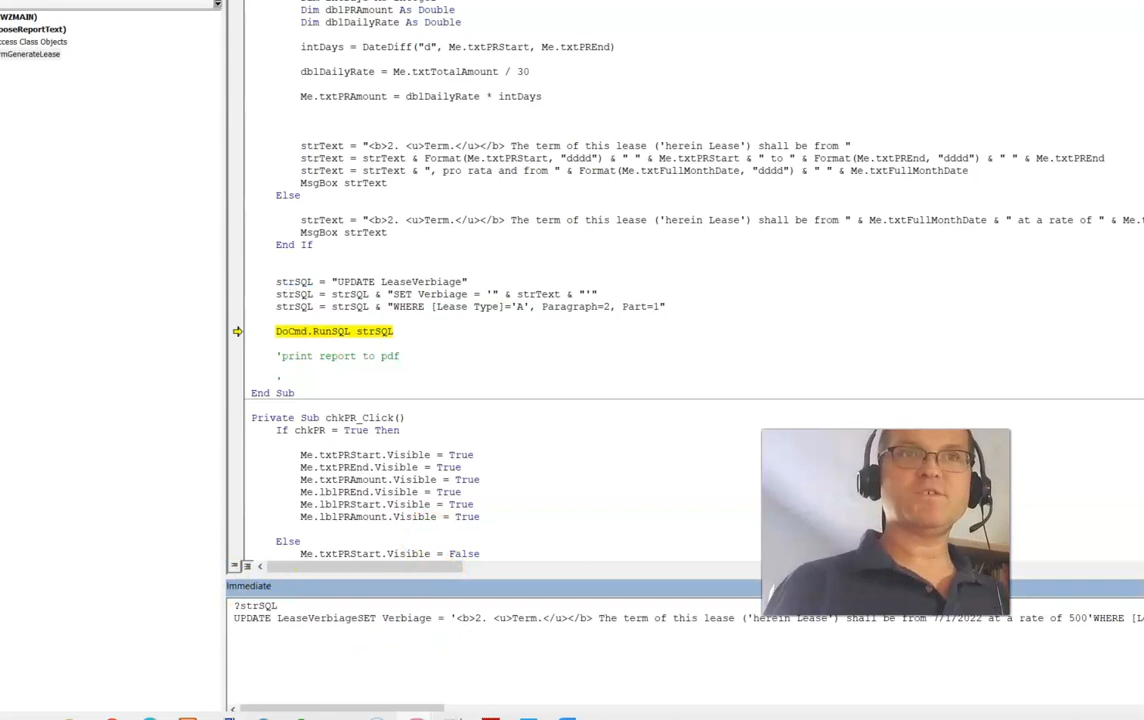 WZMAIN)
ooseReportText)
ccess Class Objects
rmGenerateLease
Dim dblPRAmount As Double
Dim dblDailyRate As Double
intDays = DateDiff("d", Me.txtPRStart, Me.txtPREnd)
dblDailyRate = Me.txtTotalAmount / 30
Me.txtPRAmount = dblDailyRate * intDays
strText = "<b>2. <u>Term.</u></b> The term of this lease ('herein Lease') shall be from "
strText = strText & Format(Me.txtPRStart, "dddd") & " " & Me.txtPRStart & " to " & Format(Me.txtPREnd, "dddd") & " " & Me.txtPREnd
strText = strText & ", pro rata and from " & Format(Me.txtFullMonthDate, "dddd") & " " & Me.txtFullMonthDate
MsgBox strText
Else
strText = "<b>2. <u>Term.</u></b> The term of this lease ('herein Lease') shall be from " & Me.txtFullMonthDate & " at a rate of " & Me.t
MsgBox strText
End If
strSQL = "UPDATE LeaseVerbiage"
strSQL = strSQL & "SET Verbiage = '" & strText & "'"
strSQL = strSQL & "WHERE [Lease Type]='A', Paragraph=2, Part=1"
DoCmd.RunSQL strSQL
'print report to pdf
'
End Sub
Private Sub chkPR_Click()
If chkPR = True Then
Me.txtPRStart.Visible = True
Me.txtPREnd.Visible = True
Me.txtPRAmount.Visible = True
Me.lblPREnd.Visible = True
Me.lblPRStart.Visible = True
Me.lblPRAmount.Visible = True
Else
Me.txtPRStart.Visible = False
Immediate
?strSQL
UPDATE LeaseVerbiageSET Verbiage = '<b>2. <u>Term.</u></b> The term of this lease ('herein Lease') shall be from 7/1/2022 at a rate of 500'WHERE [L